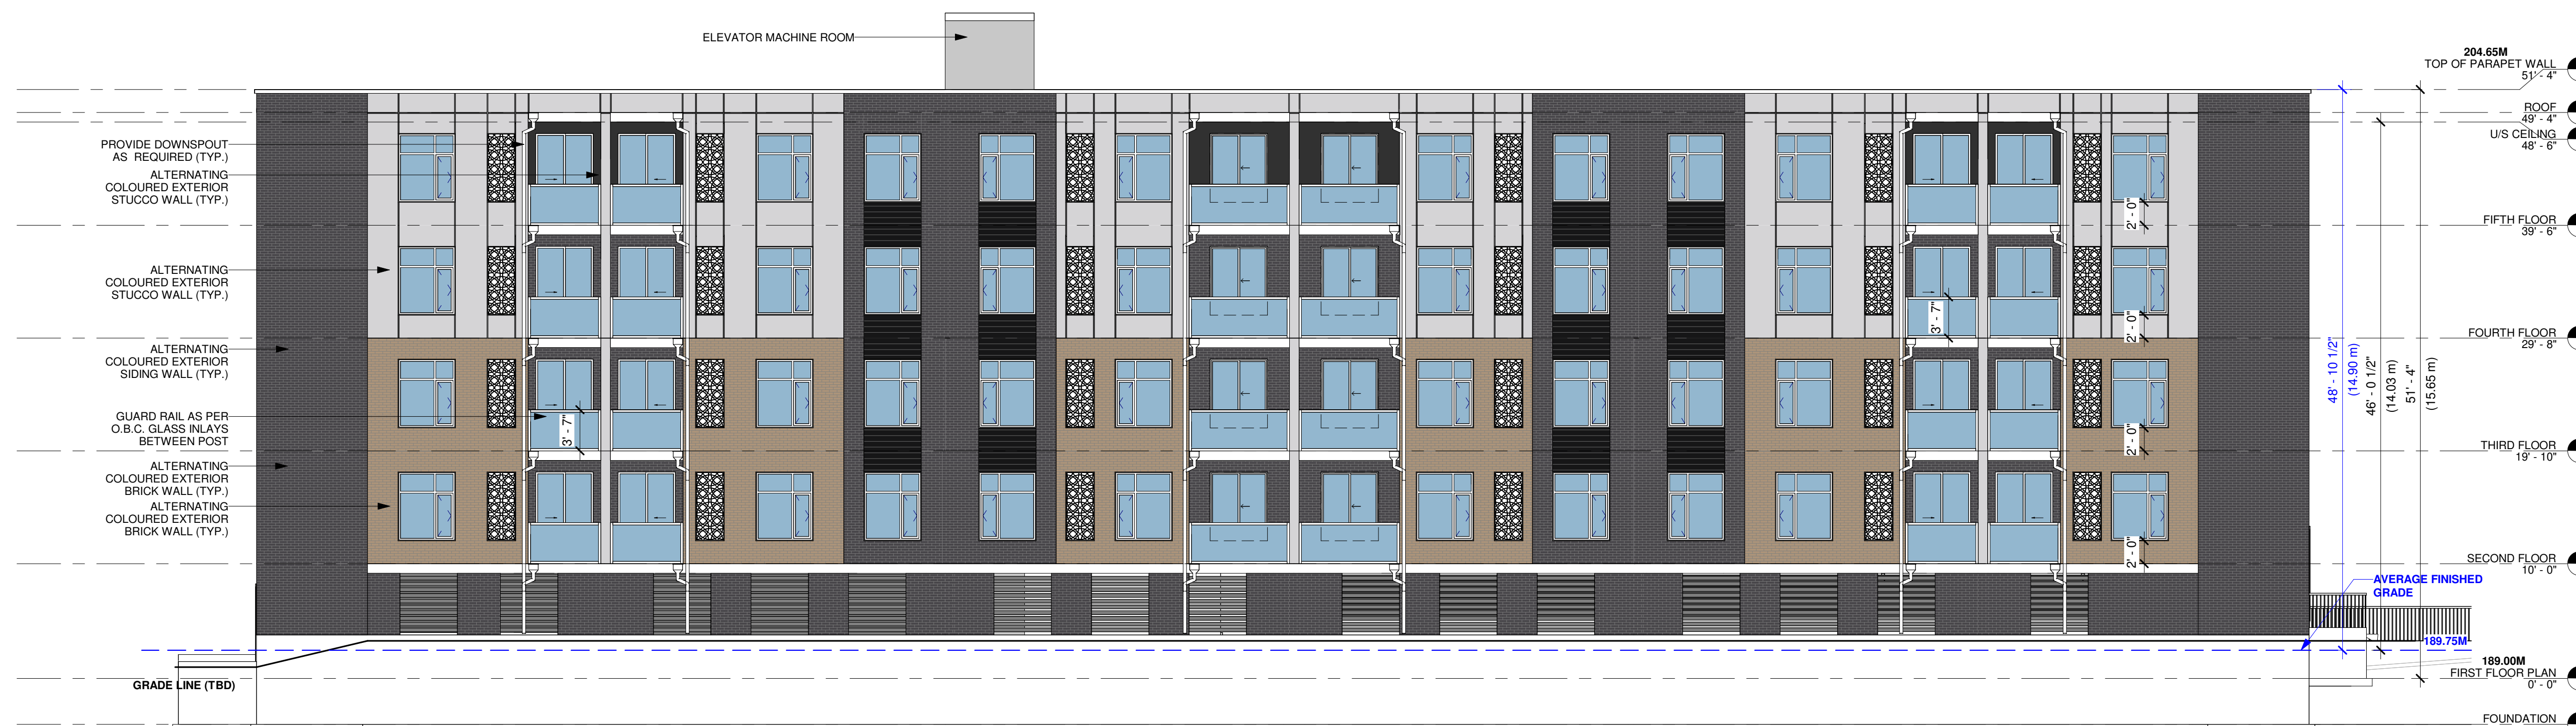 ELEVATOR MACHINE ROOM
204.65M
TOP OF PARAPET WALL
51' - 4"
ROOF
49' - 4"
U/S CEILING
48' - 6"
PROVIDE DOWNSPOUT
AS REQUIRED (TYP.)
ALTERNATING
COLOURED EXTERIOR
STUCCO WALL (TYP.)
2' - 0"
FIFTH FLOOR
39' - 6"
ALTERNATING
COLOURED EXTERIOR
STUCCO WALL (TYP.)
3' - 7"
2' - 0"
FOURTH FLOOR
29' - 8"
ALTERNATING
COLOURED EXTERIOR
SIDING WALL (TYP.)
48' - 10 1/2"
(14.90 m)
46' - 0 1/2"
(14.03 m)
51' - 4"
(15.65 m)
GUARD RAIL AS PER
O.B.C. GLASS INLAYS
BETWEEN POST
3' - 7"
2' - 0"
THIRD FLOOR
19' - 10"
ALTERNATING
COLOURED EXTERIOR
BRICK WALL (TYP.)
ALTERNATING
COLOURED EXTERIOR
BRICK WALL (TYP.)
2' - 0"
SECOND FLOOR
10' - 0"
AVERAGE FINISHED
GRADE
189.75M
189.00M
FIRST FLOOR PLAN
0' - 0"
GRADE LINE (TBD)
FOUNDATION